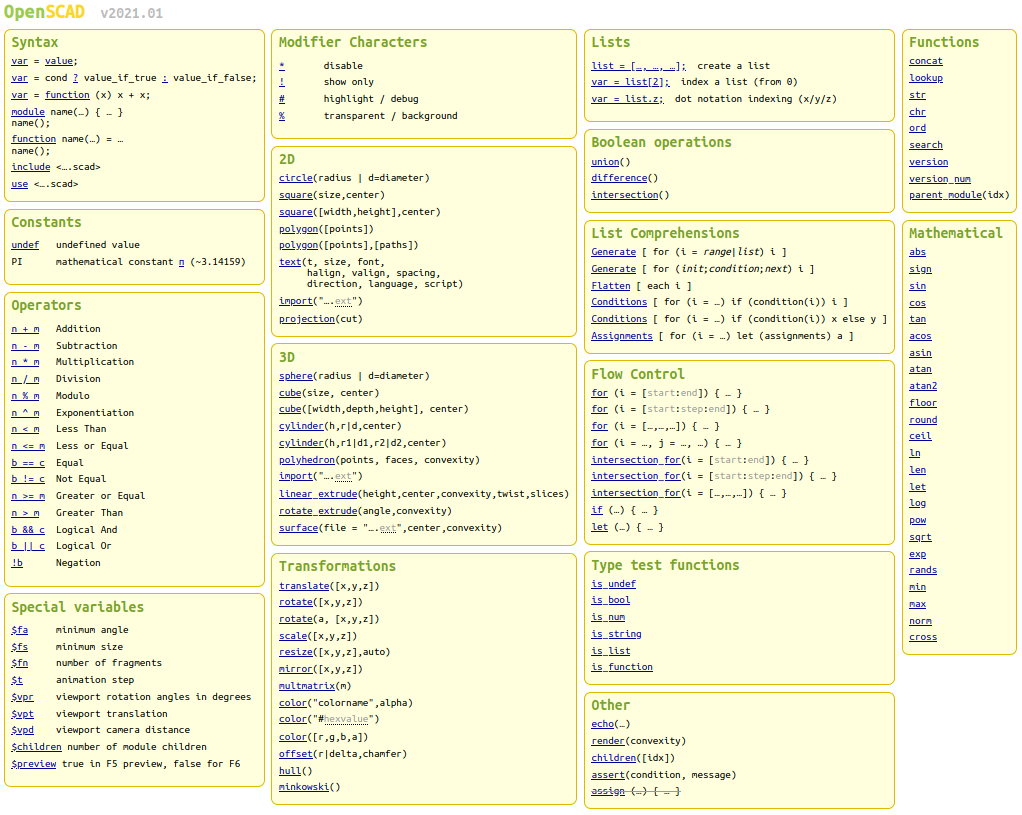 OpenSCAD v2021.01
Syntax
var = value;
var = cond ? value_if_true : value_if_false;
var = function (x) x + x;
module name(…) { … }
name();
function name(…) = …
name();
include <….scad>
use <….scad>
Constants
undef undefined value
PI mathematical constant π (~3.14159)
Operators
n + m Addition
n - m Subtraction
n * m Multiplication
n / m Division
n % m Modulo
n ^ m Exponentiation
n < m Less Than
n <= m Less or Equal
b == c Equal
b != c Not Equal
n >= m Greater or Equal
n > m Greater Than
b && c Logical And
b || c Logical Or
!b Negation
Special variables
$fa minimum angle
$fs minimum size
$fn number of fragments
$t animation step
$vpr viewport rotation angles in degrees
$vpt viewport translation
$vpd viewport camera distance
$children number of module children
$preview true in F5 preview, false for F6
Modifier Characters
* disable
! show only
# highlight / debug
% transparent / background
2D
circle(radius | d=diameter)
square(size,center)
square([width,height],center)
polygon([points])
polygon([points],[paths])
text(t, size, font,
halign, valign, spacing,
direction, language, script)
import("….ext")
projection(cut)
3D
sphere(radius | d=diameter)
cube(size, center)
cube([width,depth,height], center)
cylinder(h,r|d,center)
cylinder(h,r1|d1,r2|d2,center)
polyhedron(points, faces, convexity)
import("….ext")
linear_extrude(height,center,convexity,twist,slices)
rotate_extrude(angle,convexity)
surface(file = "….ext",center,convexity)
Transformations
translate([x,y,z])
rotate([x,y,z])
rotate(a, [x,y,z])
scale([x,y,z])
resize([x,y,z],auto)
mirror([x,y,z])
multmatrix(m)
color("colorname",alpha)
color("#hexvalue")
color([r,g,b,a])
offset(r|delta,chamfer)
hull()
minkowski()
Lists
list = […, …, …]; create a list
var = list[2]; index a list (from 0)
var = list.z; dot notation indexing (x/y/z)
Boolean operations
union()
difference()
intersection()
List Comprehensions
Generate [ for (i = range|list) i ]
Generate [ for (init;condition;next) i ]
Flatten [ each i ]
Conditions [ for (i = …) if (condition(i)) i ]
Conditions [ for (i = …) if (condition(i)) x else y ]
Assignments [ for (i = …) let (assignments) a ]
Flow Control
for (i = [start:end]) { … }
for (i = [start:step:end]) { … }
for (i = […,…,…]) { … }
for (i = …, j = …, …) { … }
intersection_for(i = [start:end]) { … }
intersection_for(i = [start:step:end]) { … }
intersection_for(i = […,…,…]) { … }
if (…) { … }
let (…) { … }
Type test functions
is_undef
is_bool
is_num
is_string
is_list
is_function
Other
echo(…)
render(convexity)
children([idx])
assert(condition, message)
assign (…) { … }
Functions
concat
lookup
str
chr
ord
search
version
version_num
parent_module(idx)
Mathematical
abs
sign
sin
cos
tan
acos
asin
atan
atan2
floor
round
ceil
ln
len
let
log
pow
sqrt
exp
rands
min
max
norm
cross